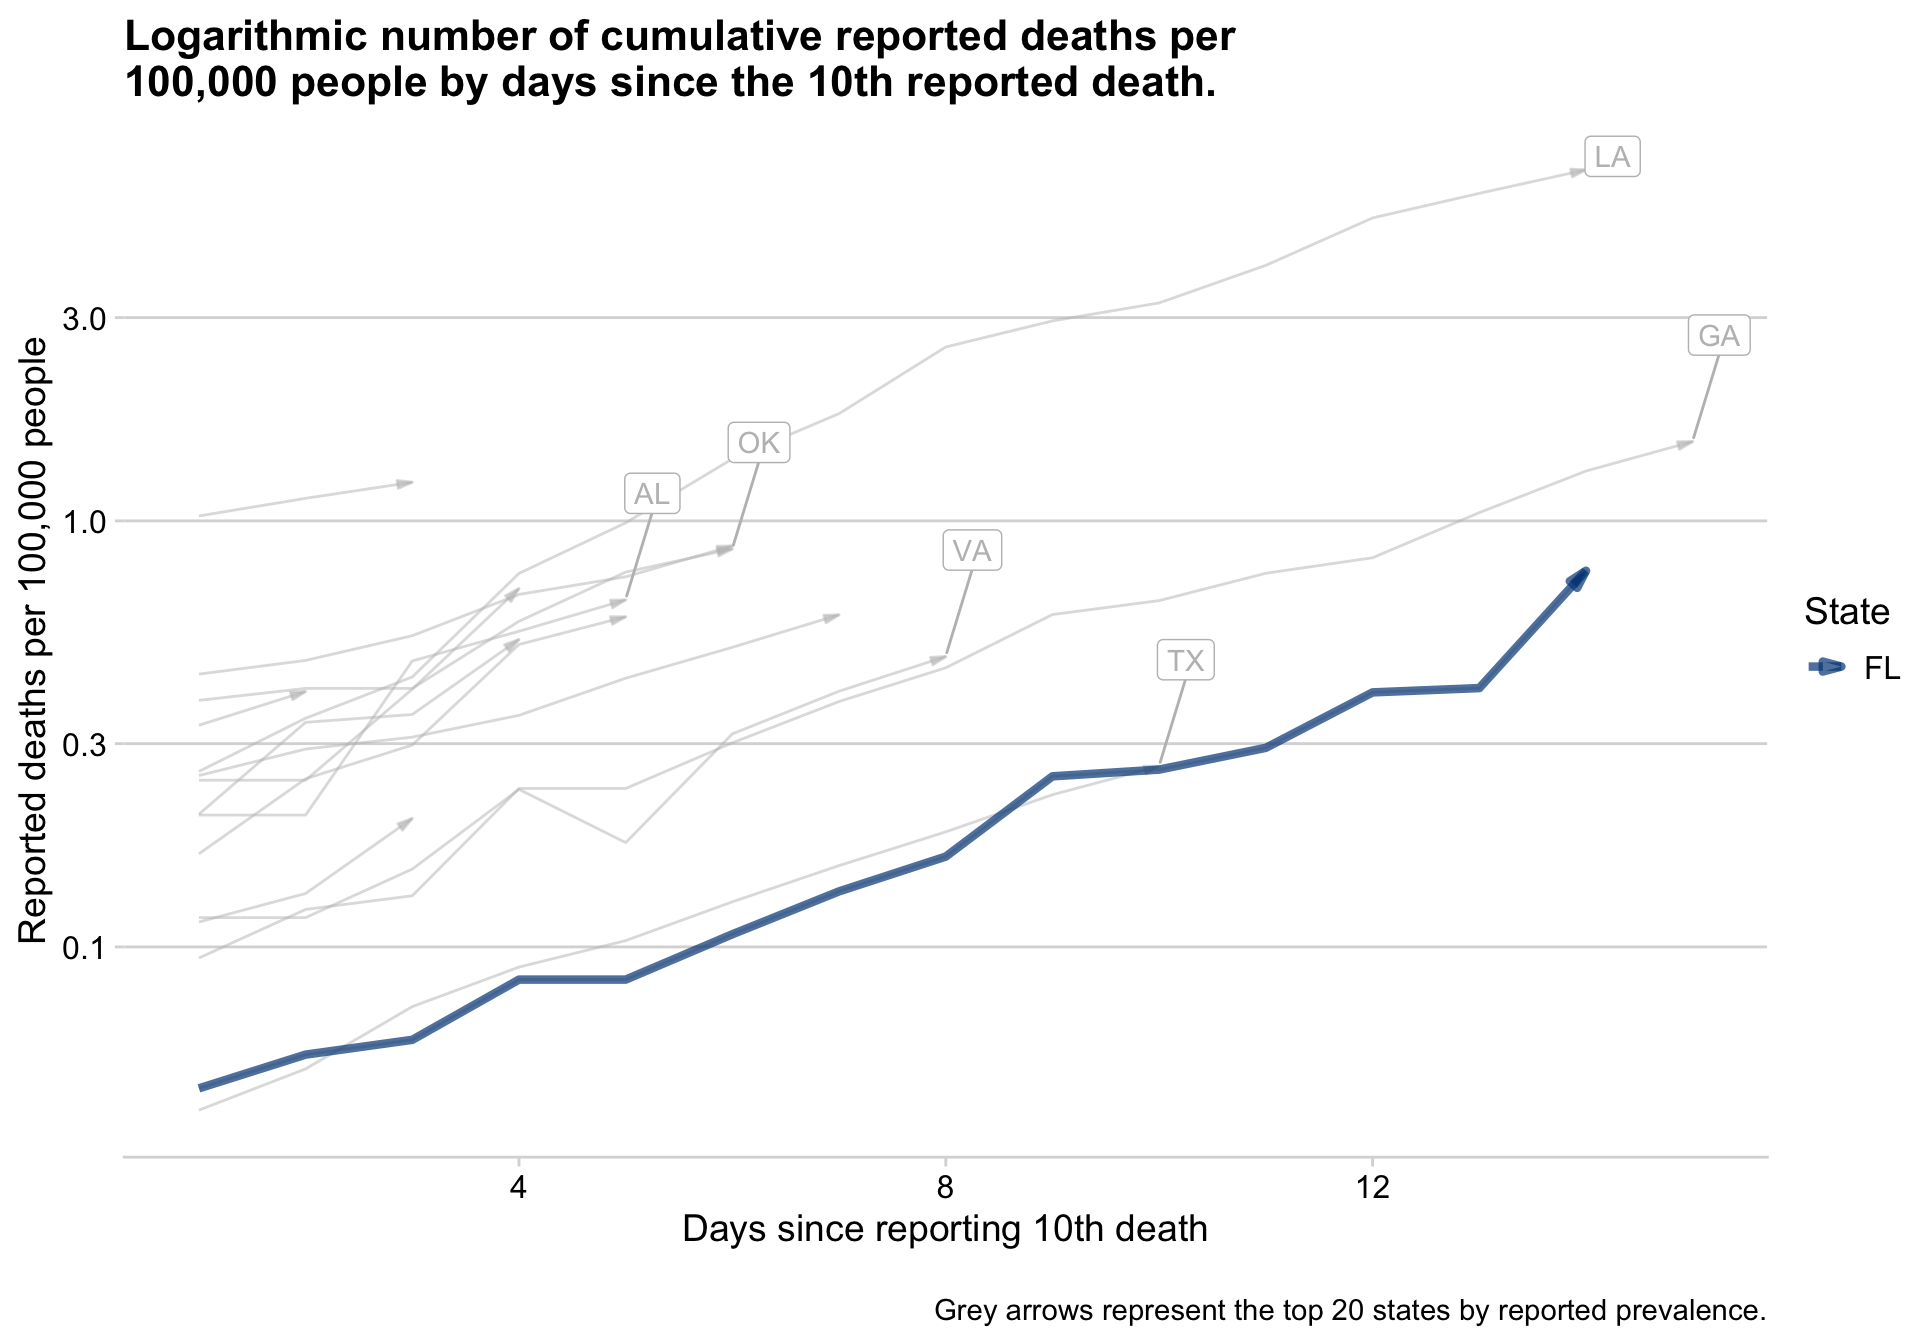 Logarithmic number of cumulative reported deaths per
100,000 people by days since the 10th reported death.
Reported deaths per 100,000 people
3.0
1.0
0.3
0.1
LA
GA
OK
AL
VA
TX
State
FL
4
8
12
Days since reporting 10th death
Grey arrows represent the top 20 states by reported prevalence.